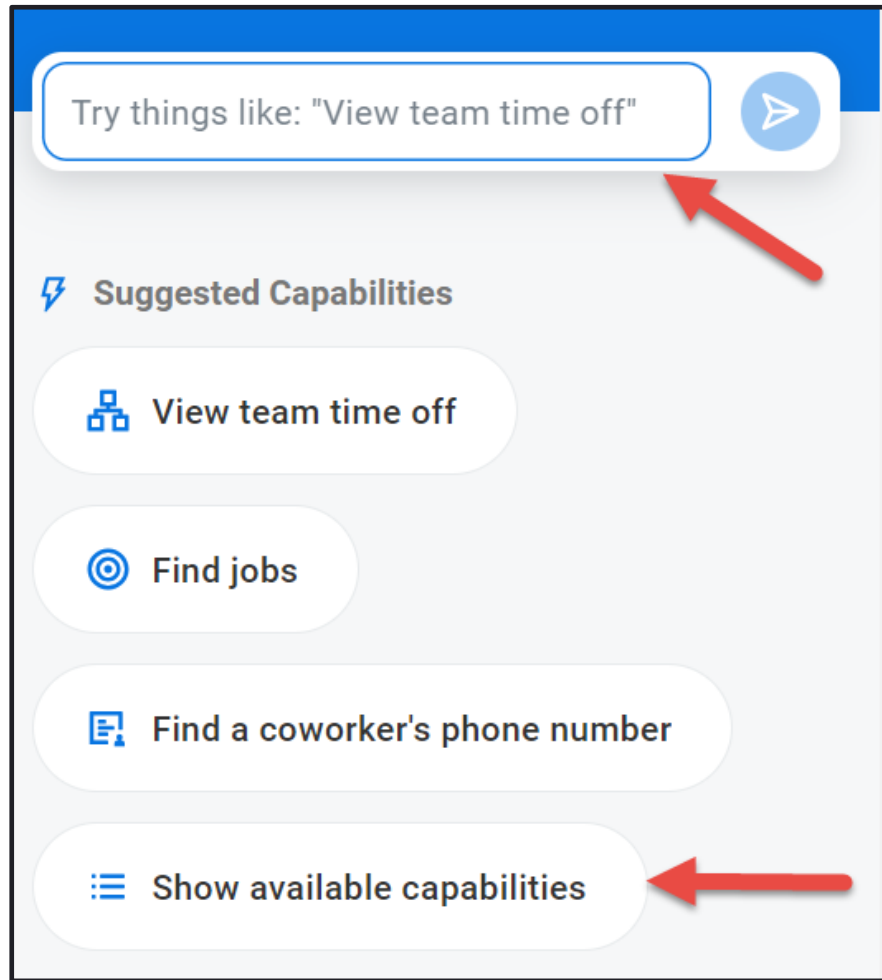 Try things like: "View team time off"
Suggested Capabilities
View team time off
Find jobs
Find a coworker's phone number
Show available capabilities